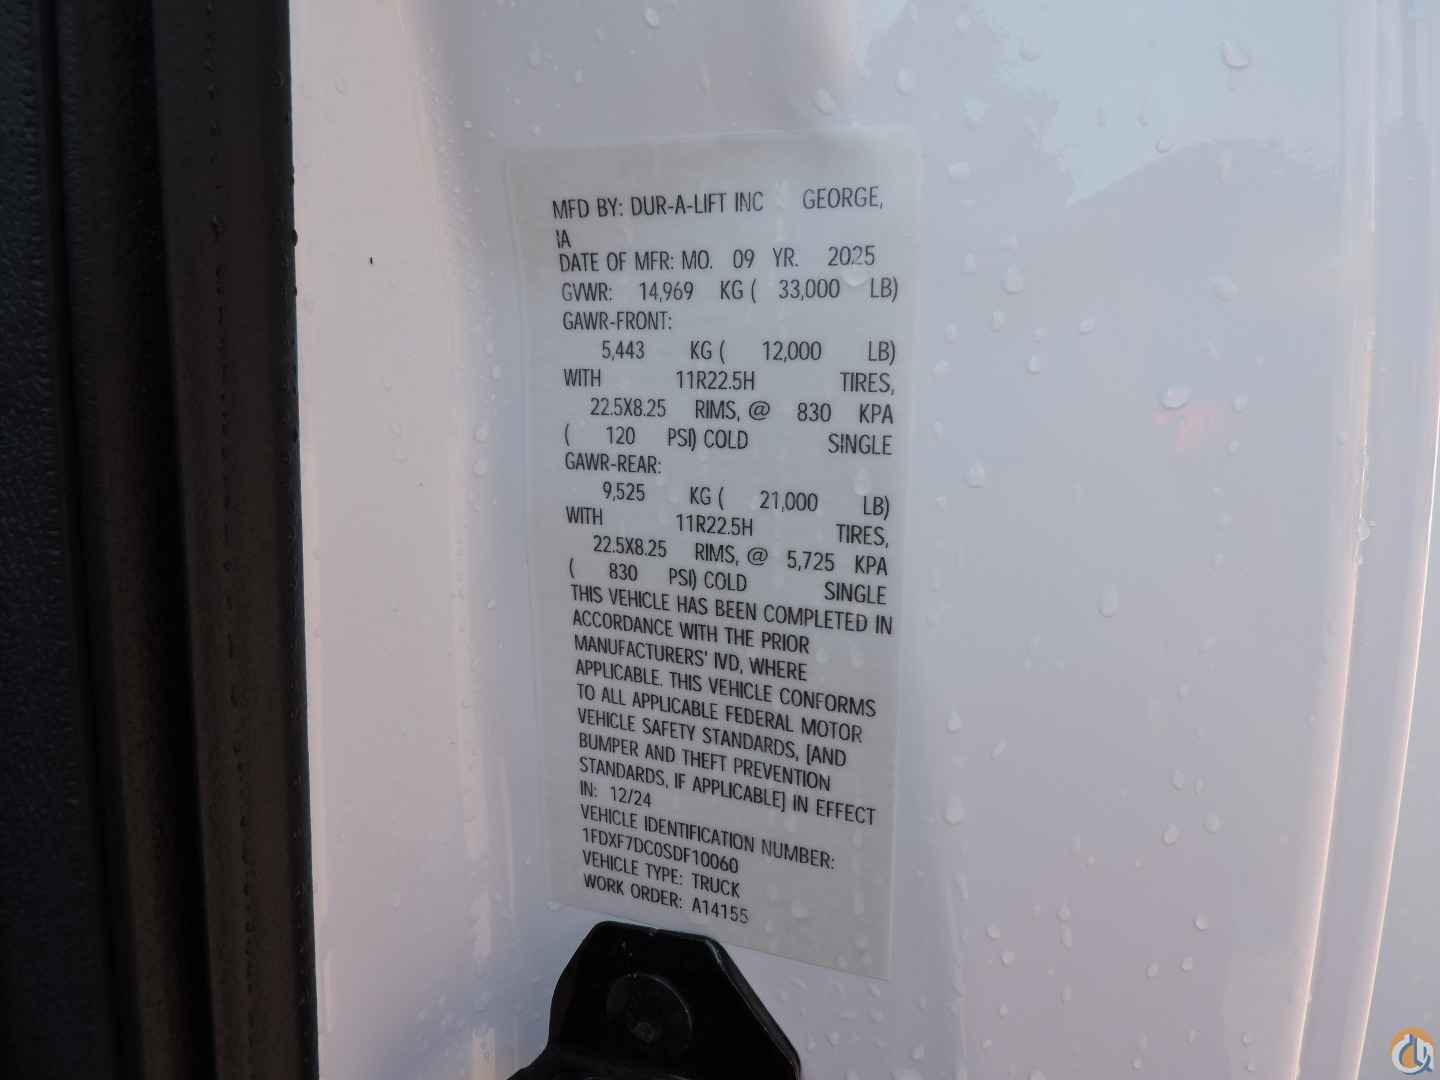 MFD BY: DUR-A-LIFT INC GEORGE,
IA
DATE OF MFR: MO. 09 YR. 2025
GVWR: 14,969 KG ( 33,000 LB)
GAWR-FRONT:
5,443 KG ( 12,000 LB)
WITH 11R22.5H TIRES,
22.5X8.25 RIMS, @ 830 KPA
( 120 PSI) COLD SINGLE
GAWR-REAR:
9,525 KG ( 21,000 LB)
WITH 11R22.5H TIRES,
22.5X8.25 RIMS, @ 5,725 KPA
( 830 PSI) COLD SINGLE
THIS VEHICLE HAS BEEN COMPLETED IN
ACCORDANCE WITH THE PRIOR
MANUFACTURERS' IVD, WHERE
APPLICABLE. THIS VEHICLE CONFORMS
TO ALL APPLICABLE FEDERAL MOTOR
VEHICLE SAFETY STANDARDS, [AND
BUMPER AND THEFT PREVENTION
STANDARDS, IF APPLICABLE] IN EFFECT
IN: 12/24
VEHICLE IDENTIFICATION NUMBER:
1FDXF7DC0SDF10060
VEHICLE TYPE: TRUCK
WORK ORDER: A14155